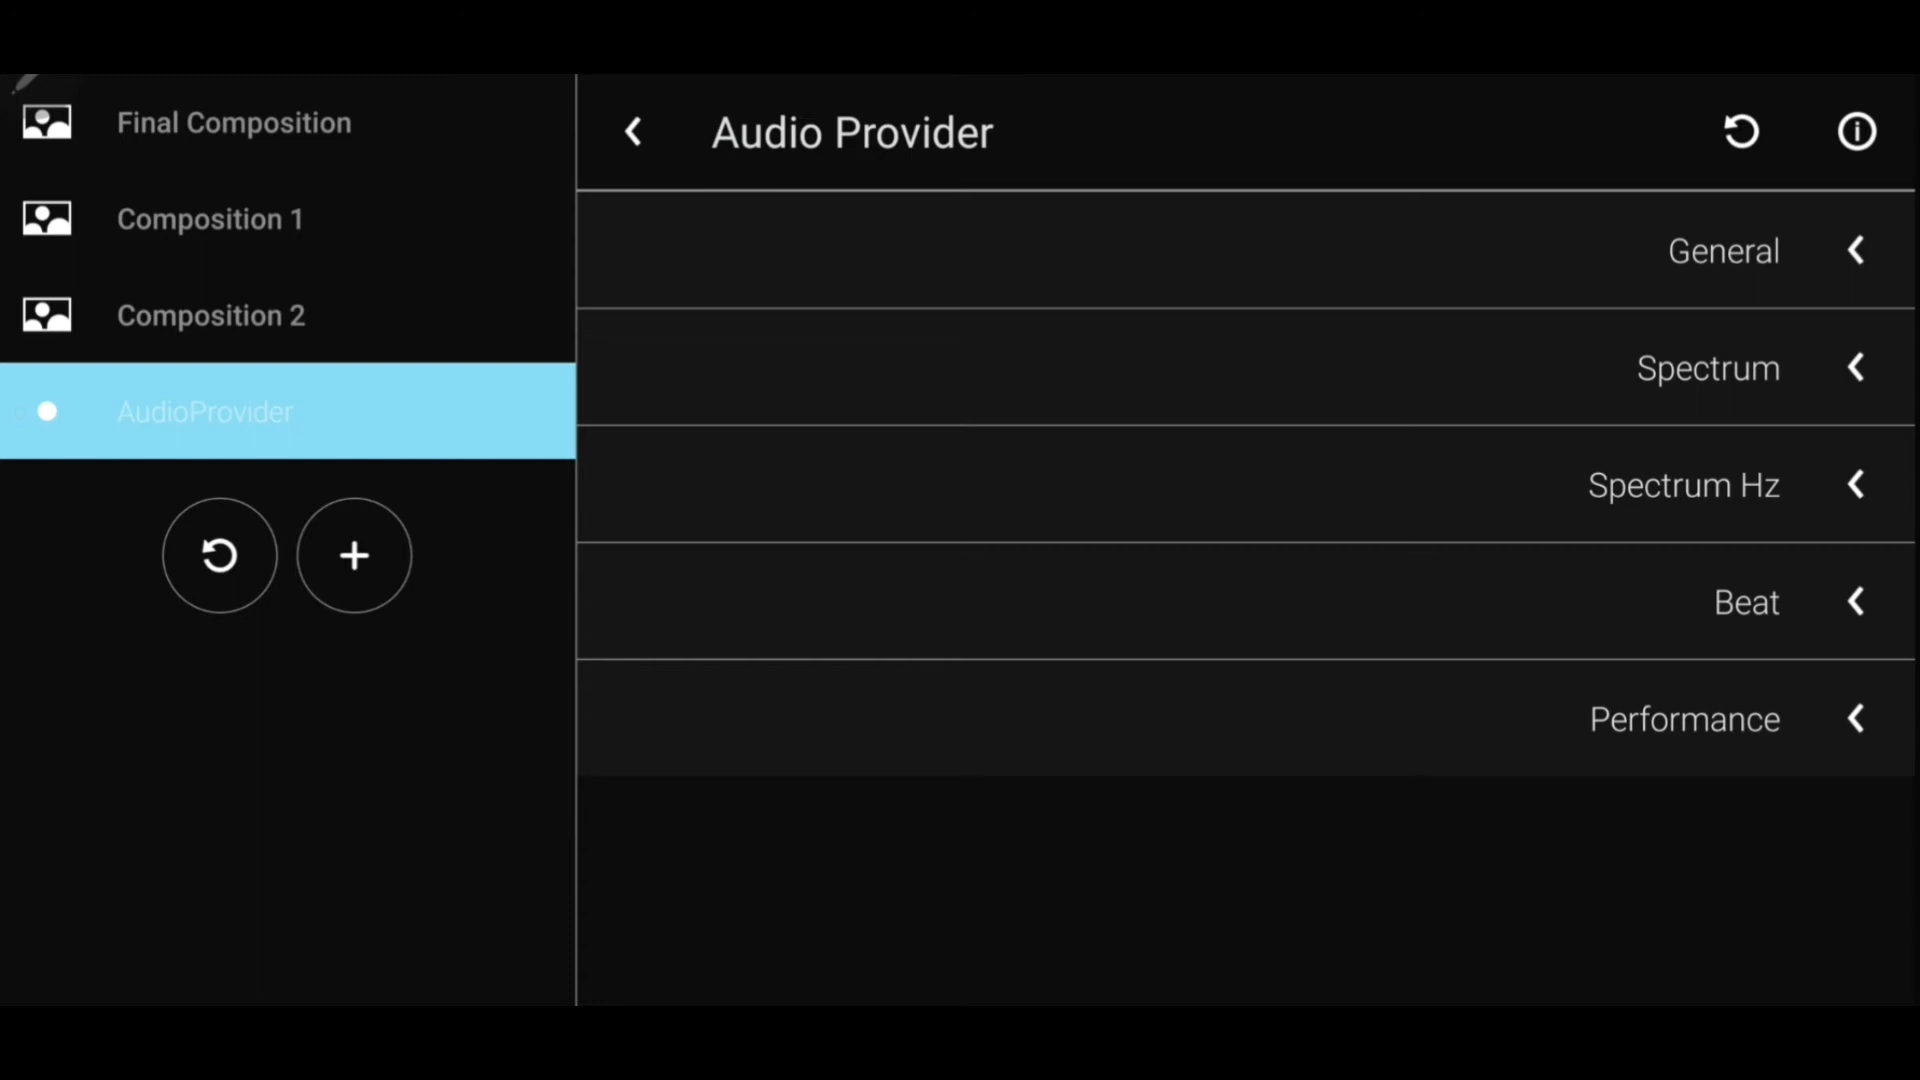 Final Composition
Composition 1
Composition 2
AudioProvider
Audio Provider
General
Spectrum
Spectrum Hz
Beat
Performance